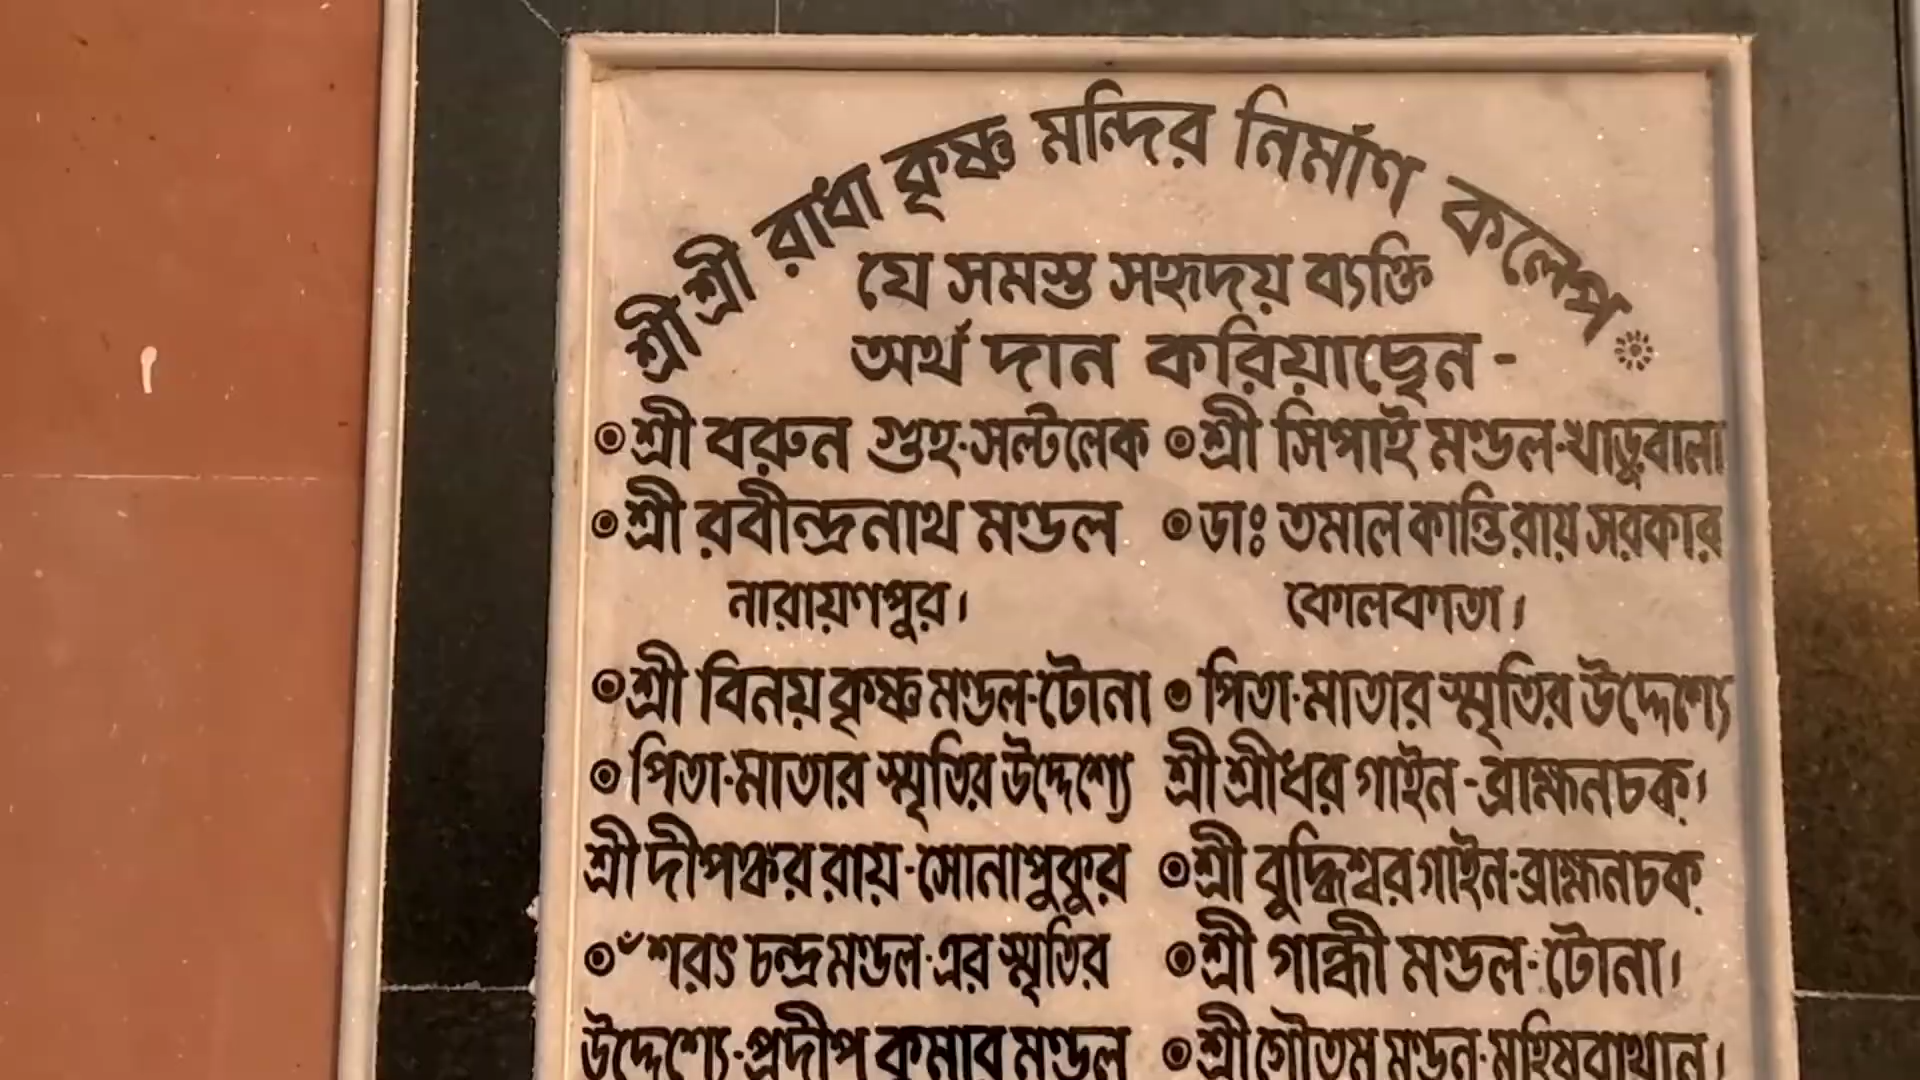 শ্রী শ্রী রাধা কৃষ্ণ মন্দির নির্মাণ কলেপ
যে সমস্ত সহৃদয় ব্যক্তি
অর্থ দান করিয়াছেন -
শ্রী বরুন গুহ-সল্টলেক
শ্রী রবীন্দ্রনাথ মণ্ডল
নারায়ণপুর।
শ্রী বিনয় কৃষ্ণ মণ্ডল-টোনা
পিতা-মাতার স্মৃতির উদ্দেশ্যে
শ্রী দীপঙ্কর রায়-সোনাপুকুর
ঁশরৎ চন্দ্র মণ্ডল-এর স্মৃতির
উদ্দেশ্যে-প্রদীপ কুমার মণ্ডল
শ্রী সিপাই মণ্ডল-খাড়ুবালা
ডাঃ তমাল কান্তি রায় সরকার
কোলকাতা।
পিতা-মাতার স্মৃতির উদ্দেশ্যে
শ্রী শ্রীধর গাইন-ব্রাহ্মনচক।
শ্রী বুদ্ধিশ্বর গাইন-ব্রাহ্মনচক
শ্রী গান্ধী মণ্ডল-টোনা।
শ্রী গৌতম মণ্ডল-মহিষবাথান।